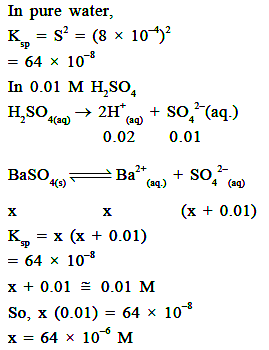 In pure water,
K_sp = S² = (8 × 10⁻⁴)²
= 64 × 10⁻⁸
In 0.01 M H₂SO₄
H₂SO₄(aq) → 2H⁺(aq) + SO₄²⁻(aq.)
0.02 0.01
BaSO₄(s) ⇌ Ba²⁺(aq.) + SO₄²⁻(aq)
x x (x + 0.01)
K_sp = x (x + 0.01)
= 64 × 10⁻⁸
x + 0.01 ≅ 0.01 M
So, x (0.01) = 64 × 10⁻⁸
x = 64 × 10⁻⁶ M